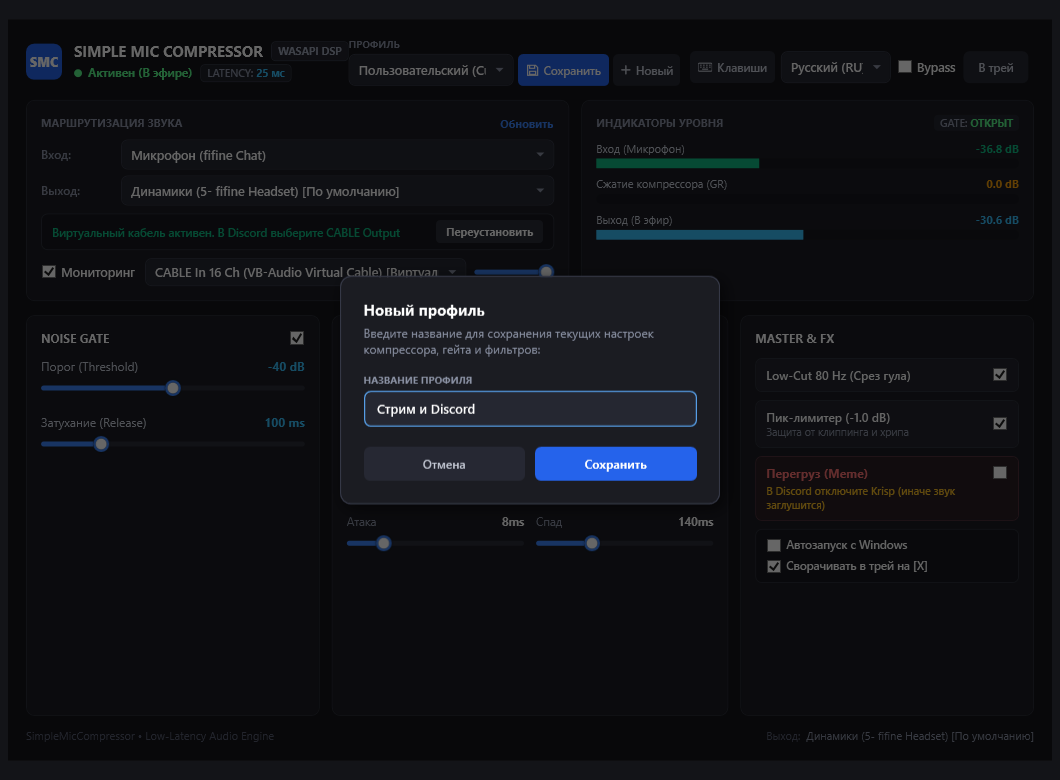 SMC
SIMPLE MIC COMPRESSOR
WASAPI DSP
Активен (В эфире)
LATENCY: 25 мс
ПРОФИЛЬ
Пользовательский (Ст
Сохранить
+ Новый
Клавиши
Русский (RU
Bypass
В трей
МАРШРУТИЗАЦИЯ ЗВУКА
Обновить
Вход:
Микрофон (fifine Chat)
Выход:
Динамики (5- fifine Headset) [По умолчанию]
Виртуальный кабель активен. В Discord выберите CABLE Output
Переустановить
Мониторинг
CABLE In 16 Ch (VB-Audio Virtual Cable) [Виртуал
ИНДИКАТОРЫ УРОВНЯ
GATE: ОТКРЫТ
Вход (Микрофон)
-36.8 dB
Сжатие компрессора (GR)
0.0 dB
Выход (В эфир)
-30.6 dB
NOISE GATE
Порог (Threshold)
-40 dB
Затухание (Release)
100 ms
Новый профиль
Введите название для сохранения текущих настроек
компрессора, гейта и фильтров:
НАЗВАНИЕ ПРОФИЛЯ
Стрим и Discord
Отмена
Сохранить
Атака
8ms
Спад
140ms
MASTER & FX
Low-Cut 80 Hz (Срез гула)
Пик-лимитер (-1.0 dB)
Защита от клиппинга и хрипа
Перегруз (Meme)
В Discord отключите Krisp (иначе звук
заглушится)
Автозапуск с Windows
Сворачивать в трей на [X]
SimpleMicCompressor • Low-Latency Audio Engine
Выход: Динамики (5- fifine Headset) [По умолчанию]